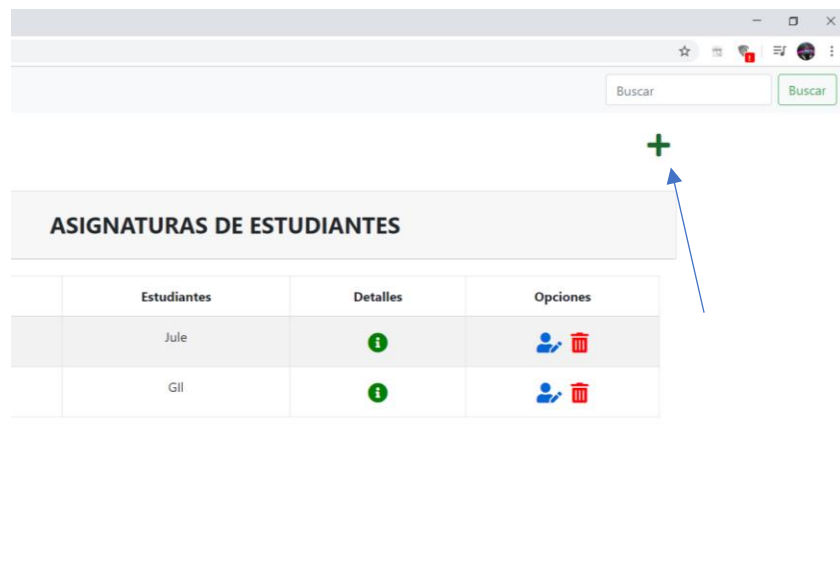 Buscar Buscar
ASIGNATURAS DE ESTUDIANTES
Estudiantes Detalles Opciones
Jule
GIl